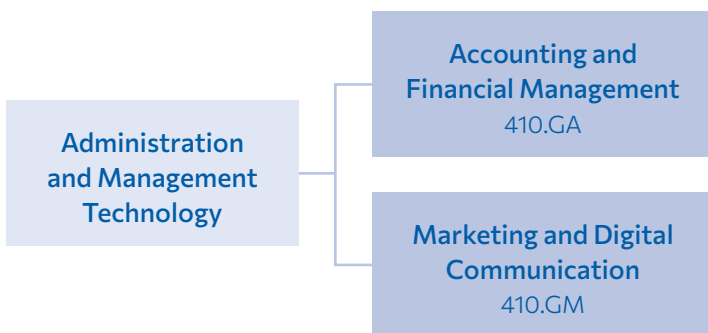 Administration
and Management
Technology
Accounting and
Financial Management
410.GA
Marketing and Digital
Communication
410.GM